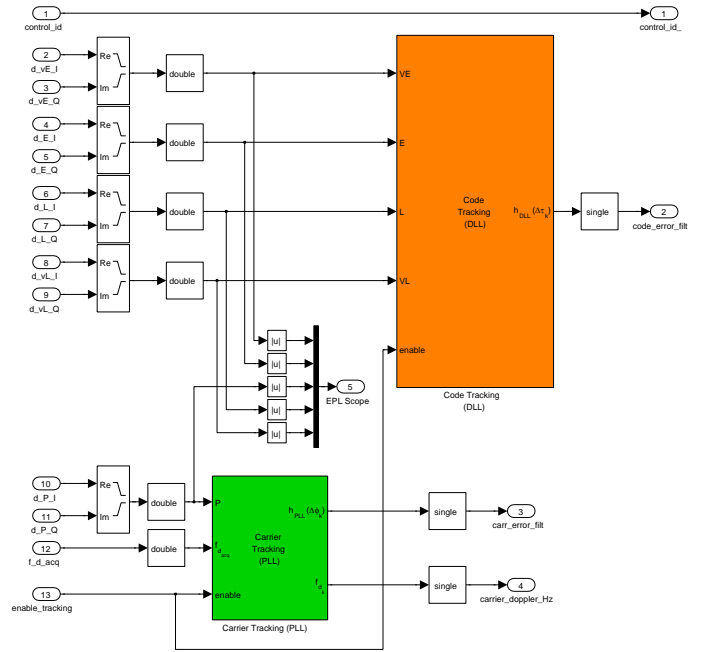 1
control_id
1
control_id_
2
d_vE_I
3
d_vE_Q
Re
Im
double
VE
4
d_E_I
5
d_E_Q
Re
Im
double
E
6
d_L_I
7
d_L_Q
Re
Im
double
L
8
d_vL_I
9
d_vL_Q
Re
Im
double
VL
enable
Code
Tracking
(DLL)
h_DLL(Δτ_k)
single
2
code_error_filt
Code Tracking
(DLL)
|u|
|u|
|u|
|u|
|u|
5
EPL Scope
10
d_P_I
11
d_P_Q
Re
Im
double
P
12
f_d_acq
double
f_d_acq
13
enable_tracking
enable
Carrier
Tracking
(PLL)
h_PLL(Δϕ_k)
f_d_k
Carrier Tracking (PLL)
single
3
carr_error_filt
single
4
carrier_doppler_Hz